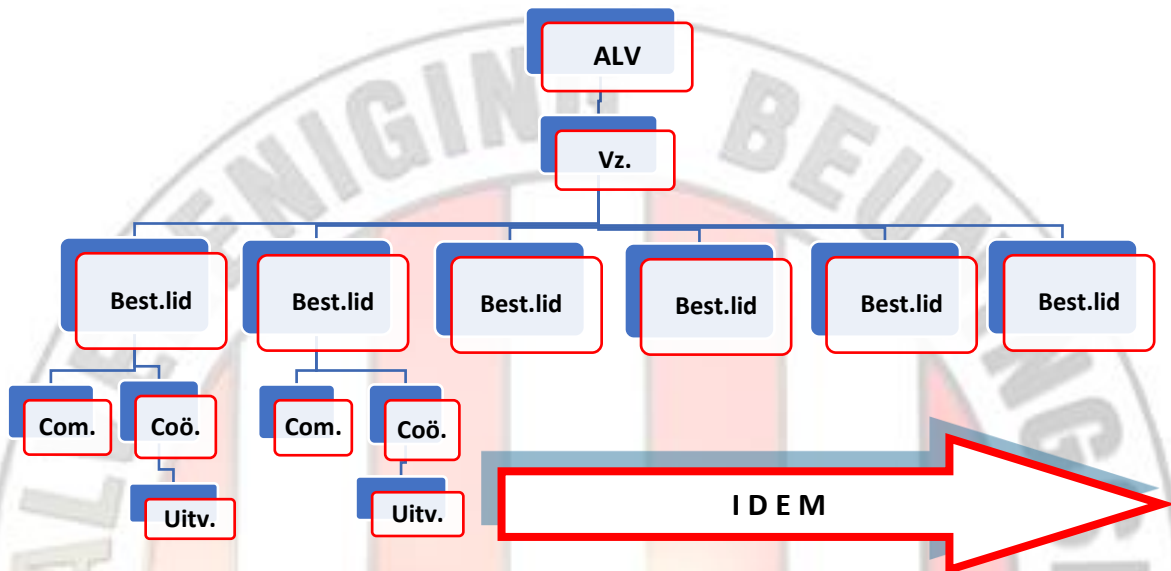 ALV
Vz.
Best.lid
Best.lid
Best.lid
Best.lid
Best.lid
Best.lid
Com.
Coö.
Com.
Coö.
Uitv.
Uitv.
I D E M